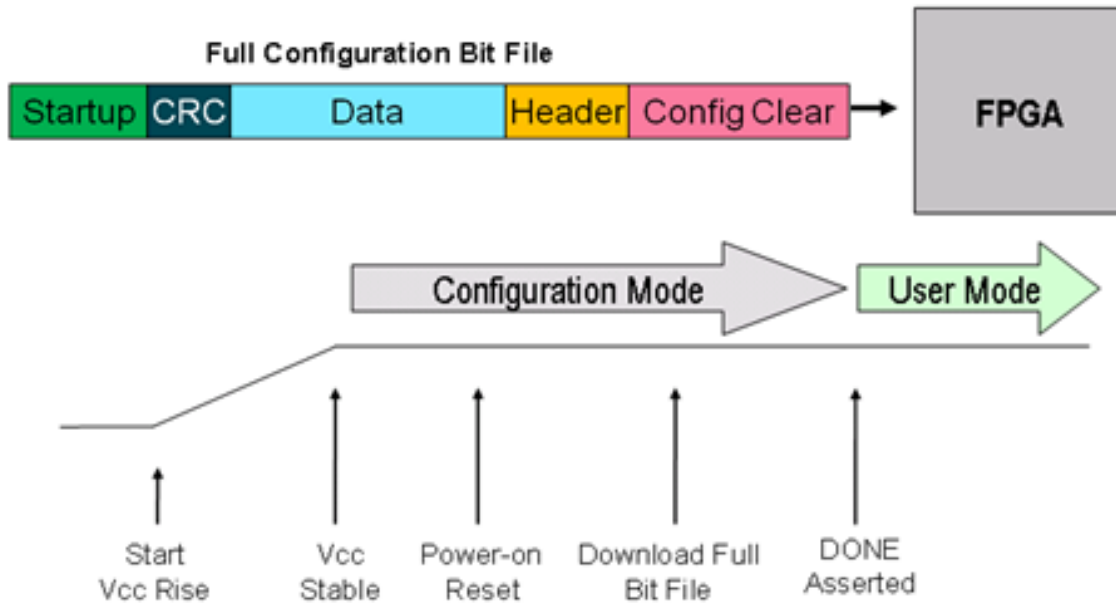 Full Configuration Bit File
Startup CRC Data Header Config Clear
FPGA
Configuration Mode
User Mode
Start
Vcc Rise
Vcc
Stable
Power-on
Reset
Download Full
Bit File
DONE
Asserted